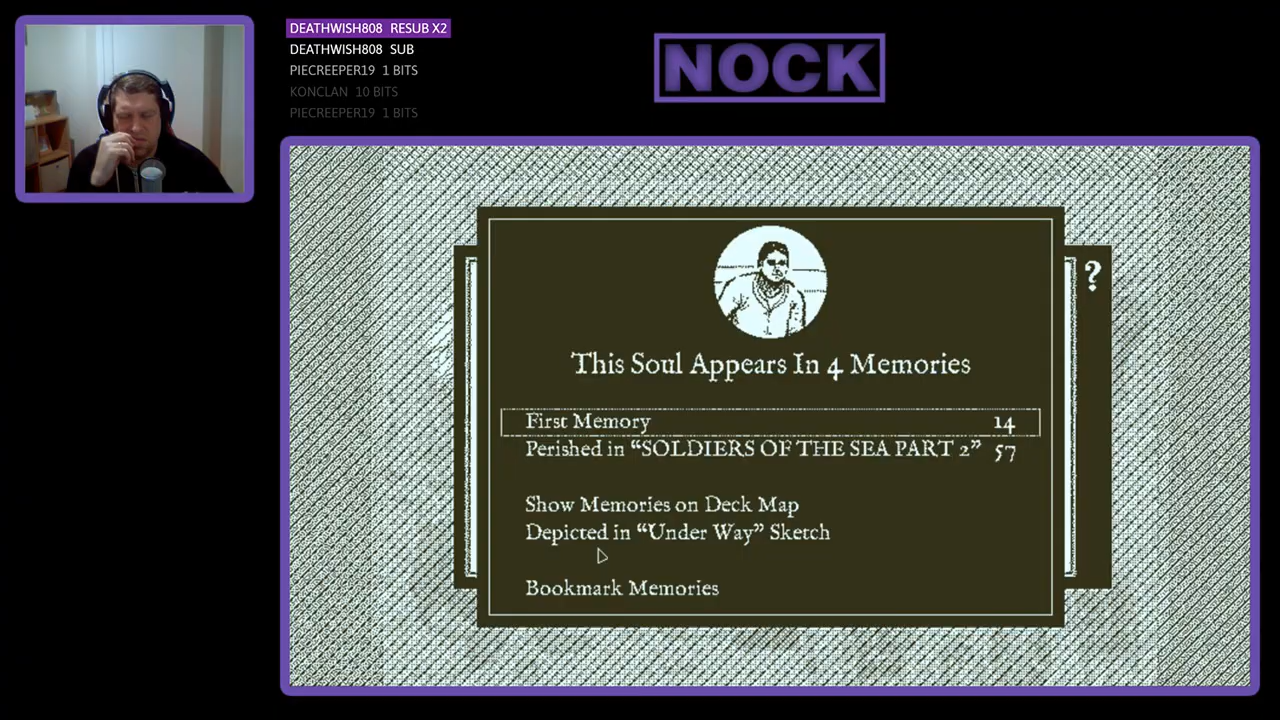 DEATHWISH808 RESUB X2
DEATHWISH808 SUB
PIECREEPER19 1 BITS
KONCLAN 10 BITS
PIECREEPER19 1 BITS
NOCK
?
This Soul Appears In 4 Memories
First Memory 14
Perished in “SOLDIERS OF THE SEA PART 2” 57
Show Memories on Deck Map
Depicted in “Under Way” Sketch
Bookmark Memories